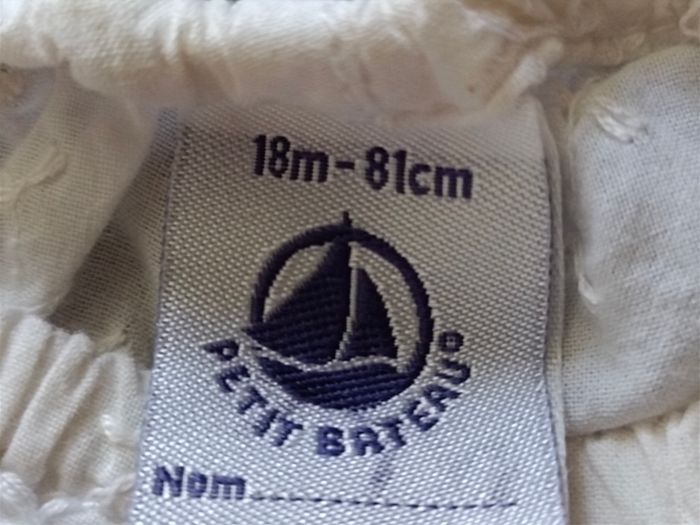 18m - 81cm
PETIT BATEAU®
Nom....................